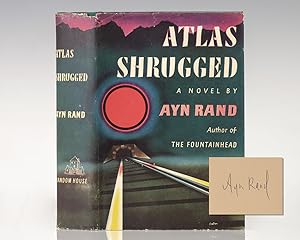 ATLAS
SHRUGGED
AYN RAND
RANDOM HOUSE
ATLAS
SHRUGGED
A NOVEL BY
AYN RAND
Author of
THE FOUNTAINHEAD
Ayn Rand